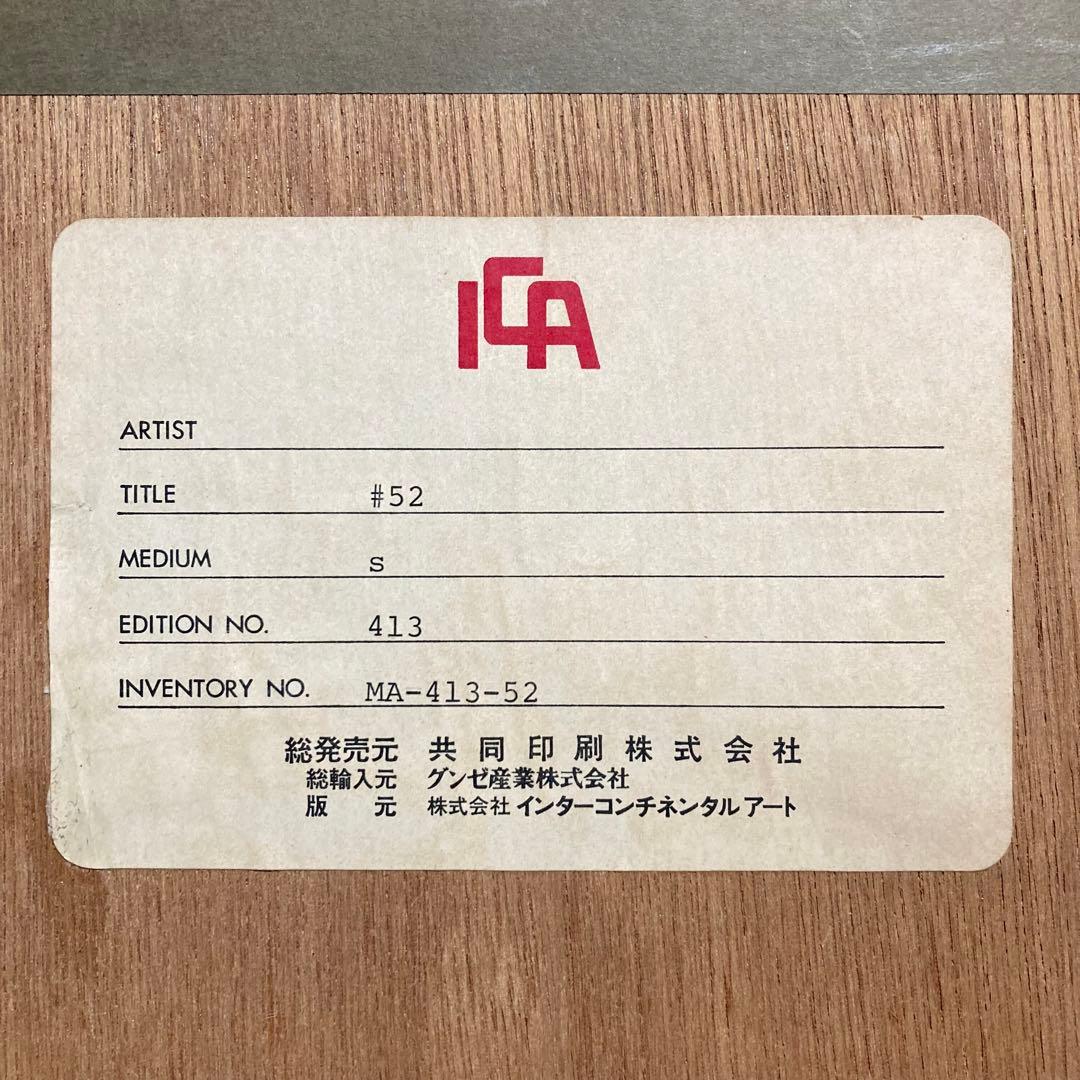 ICA
ARTIST
TITLE #52
MEDIUM s
EDITION NO. 413
INVENTORY NO. MA-413-52
総発売元 共同印刷株式会社
総輸入元 グンゼ産業株式会社
版 元 株式会社 インターコンチネンタルアート